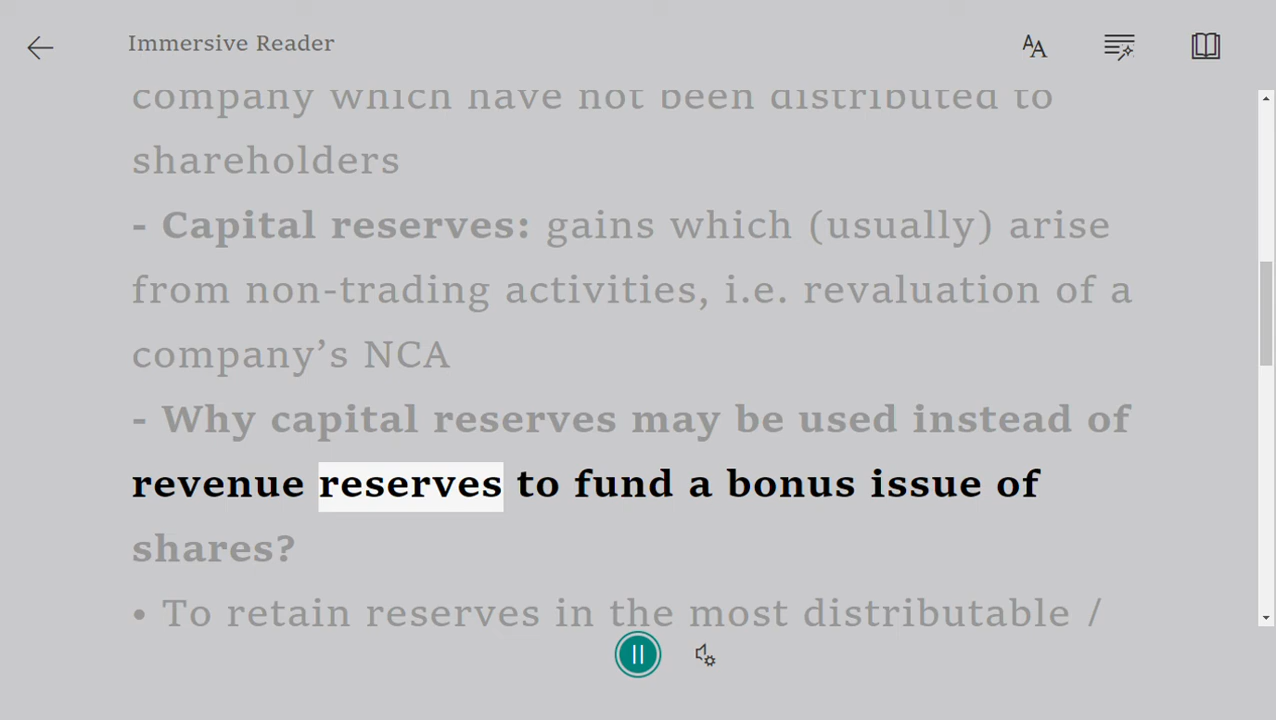 Immersive Reader
company which have not been distributed to
shareholders
- Capital reserves: gains which (usually) arise
from non-trading activities, i.e. revaluation of a
company’s NCA
- Why capital reserves may be used instead of
revenue reserves to fund a bonus issue of
shares?
• To retain reserves in the most distributable /